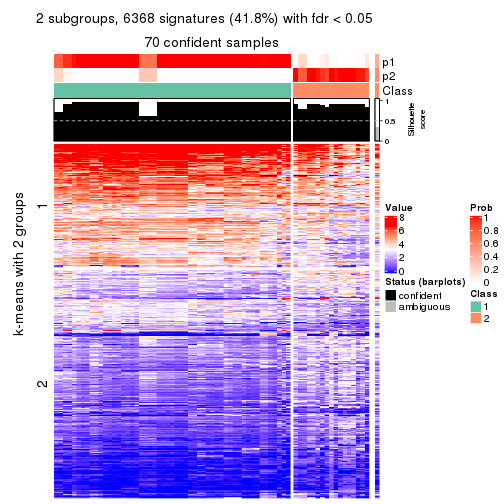 2 subgroups, 6368 signatures (41.8%) with fdr < 0.05
70 confident samples
p1
p2
Class
1
0.5
0
Silhouette
score
k-means with 2 groups
1
2
Value
8
6
4
2
0
Prob
1
0.8
0.6
0.4
0.2
0
Status (barplots)
confident
ambiguous
Class
1
2